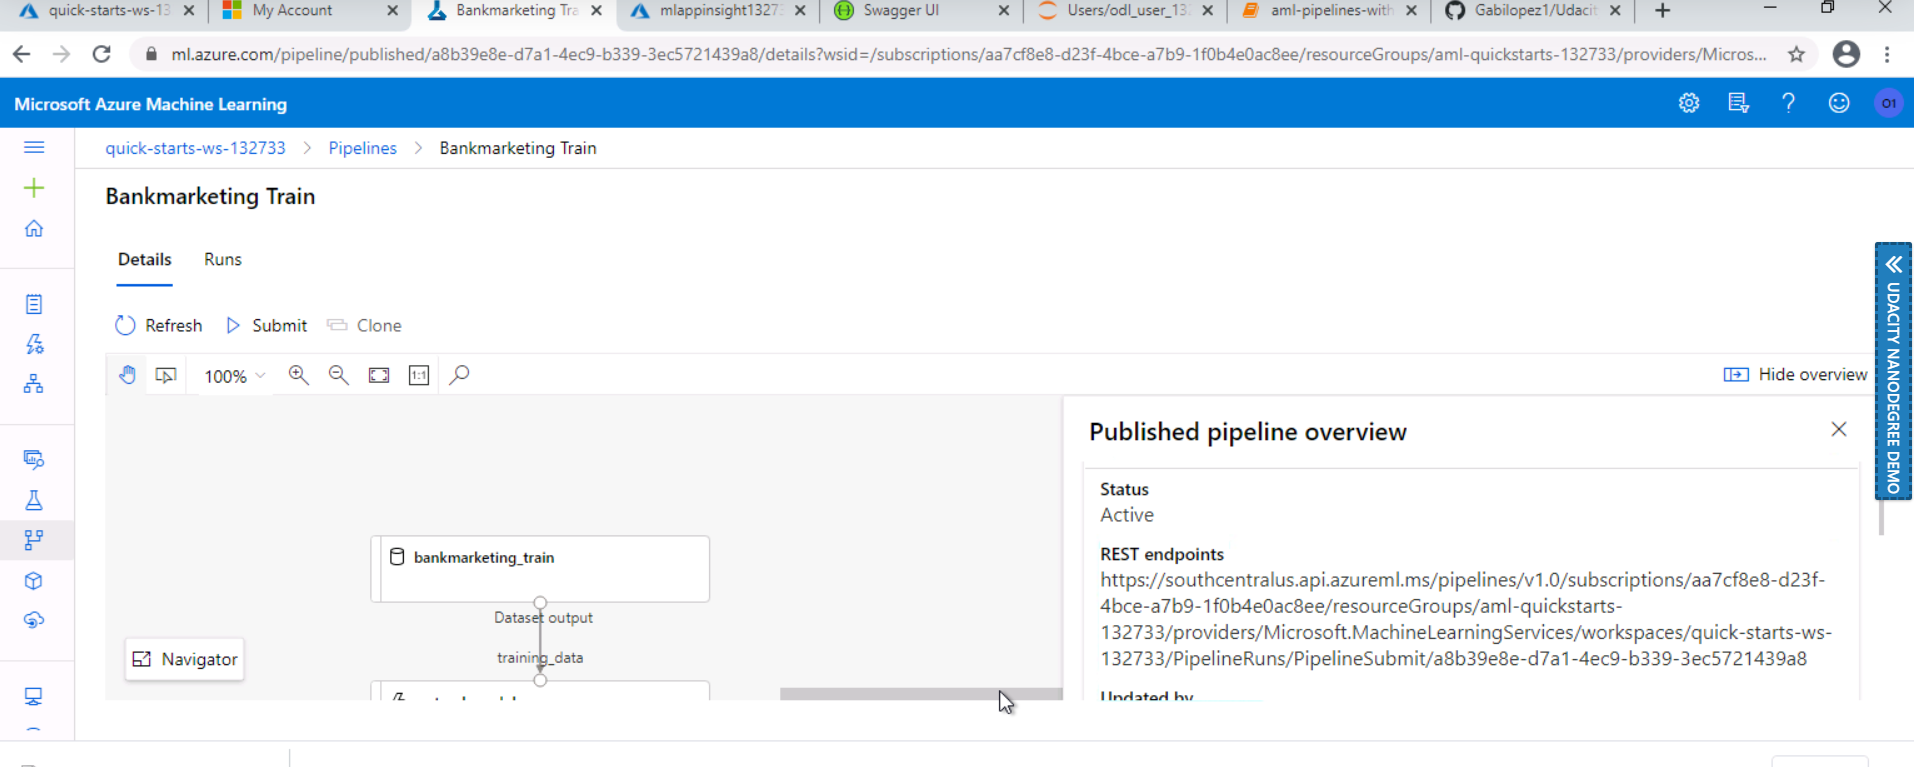 quick-starts-ws-13
My Account
Bankmarketing Tra
mlappinsight1327
Swagger UI
Users/odl_user_13
aml-pipelines-with
Gabilopez1/Udacit
ml.azure.com/pipeline/published/a8b39e8e-d7a1-4ec9-b339-3ec5721439a8/details?wsid=/subscriptions/aa7cf8e8-d23f-4bce-a7b9-1f0b4e0ac8ee/resourceGroups/aml-quickstarts-132733/providers/Micros...
Microsoft Azure Machine Learning
O1
quick-starts-ws-132733 > Pipelines > Bankmarketing Train
Bankmarketing Train
Details Runs
Refresh Submit Clone
100%
1:1
Hide overview
bankmarketing_train
Dataset output
training_data
Navigator
Published pipeline overview
Status
Active
REST endpoints
https://southcentralus.api.azureml.ms/pipelines/v1.0/subscriptions/aa7cf8e8-d23f-
4bce-a7b9-1f0b4e0ac8ee/resourceGroups/aml-quickstarts-
132733/providers/Microsoft.MachineLearningServices/workspaces/quick-starts-ws-
132733/PipelineRuns/PipelineSubmit/a8b39e8e-d7a1-4ec9-b339-3ec5721439a8
Updated by
UDACITY NANODEGREE DEMO